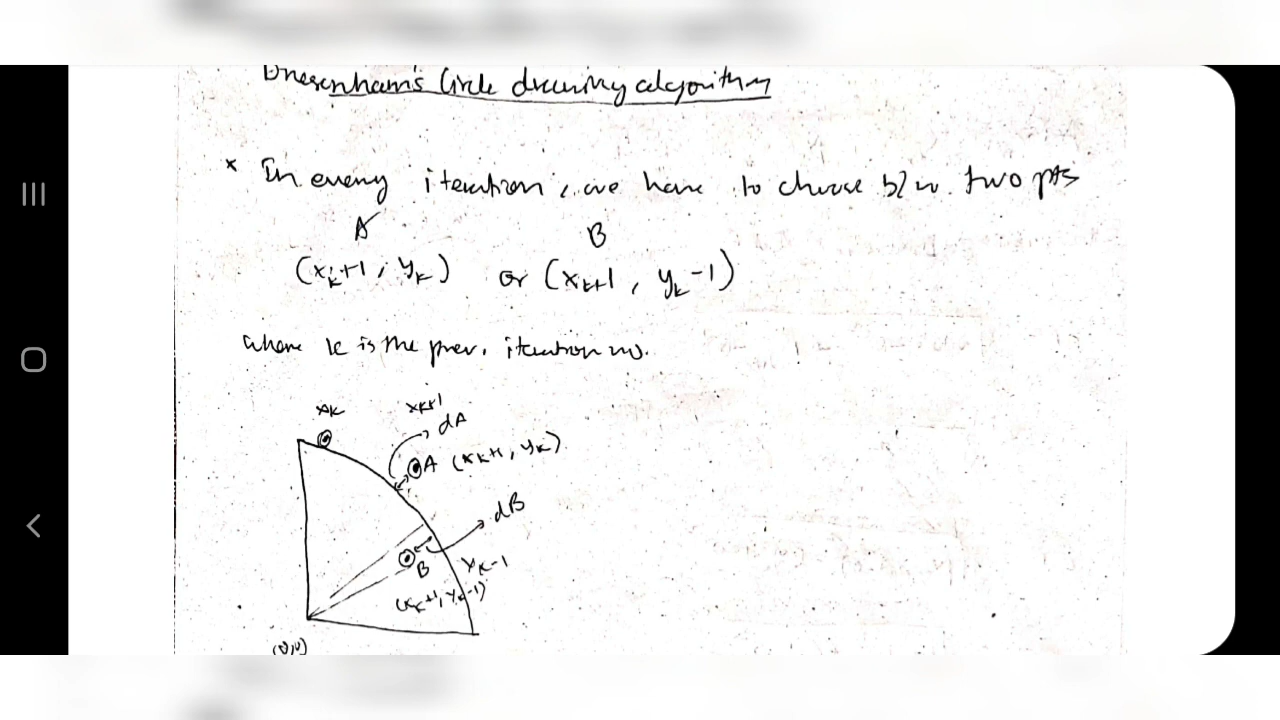 Bresenham's Circle drawing algorithm
* In every iteration, we have to choose b/w two pts
A B
(xk+1, yk) or (xk+1, yk-1)
where k is the prev. iteration no.
xk xk+1
dA
A (xk+1, yk)
dB
B yk-1
(xk+1, yk-1)
(0,0)